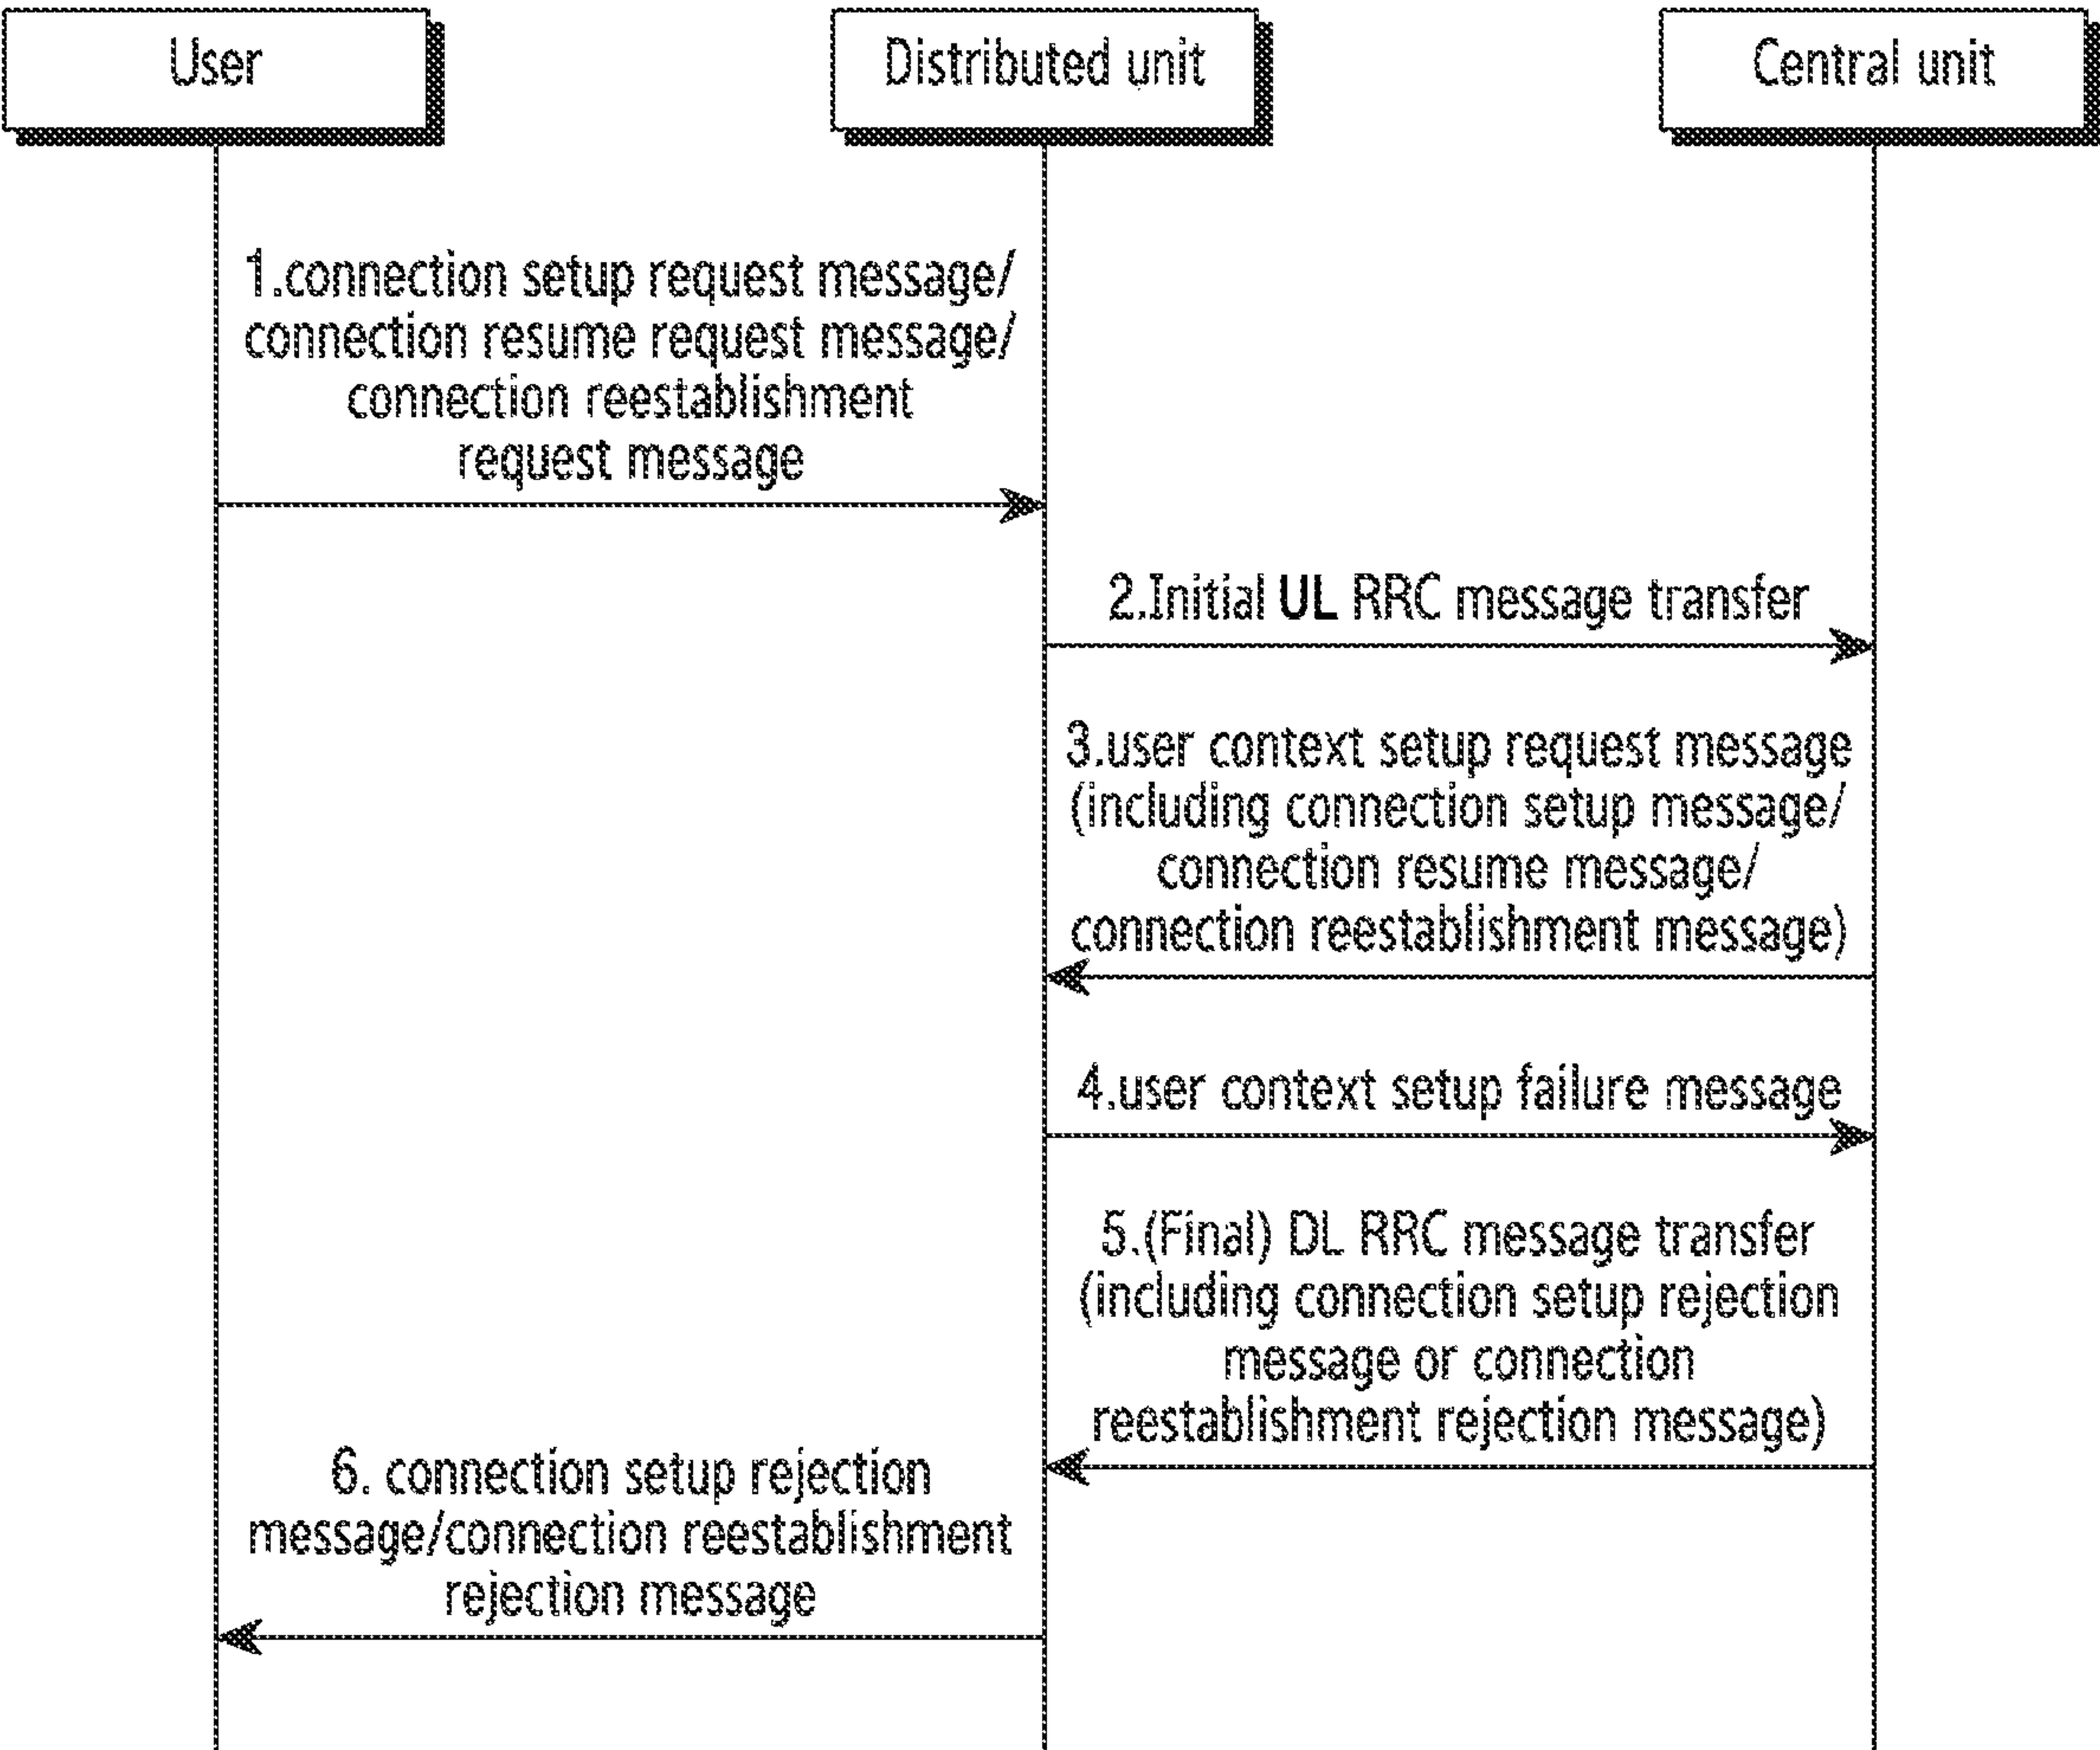 User
Distributed unit
Central unit
1.connection setup request message/
connection resume request message/
connection reestablishment
request message
2.Initial UL RRC message transfer
3.user context setup request message
(including connection setup message/
connection resume message/
connection reestablishment message)
4.user context setup failure message
5.(Final) DL RRC message transfer
(including connection setup rejection
message or connection
reestablishment rejection message)
6. connection setup rejection
message/connection reestablishment
rejection message